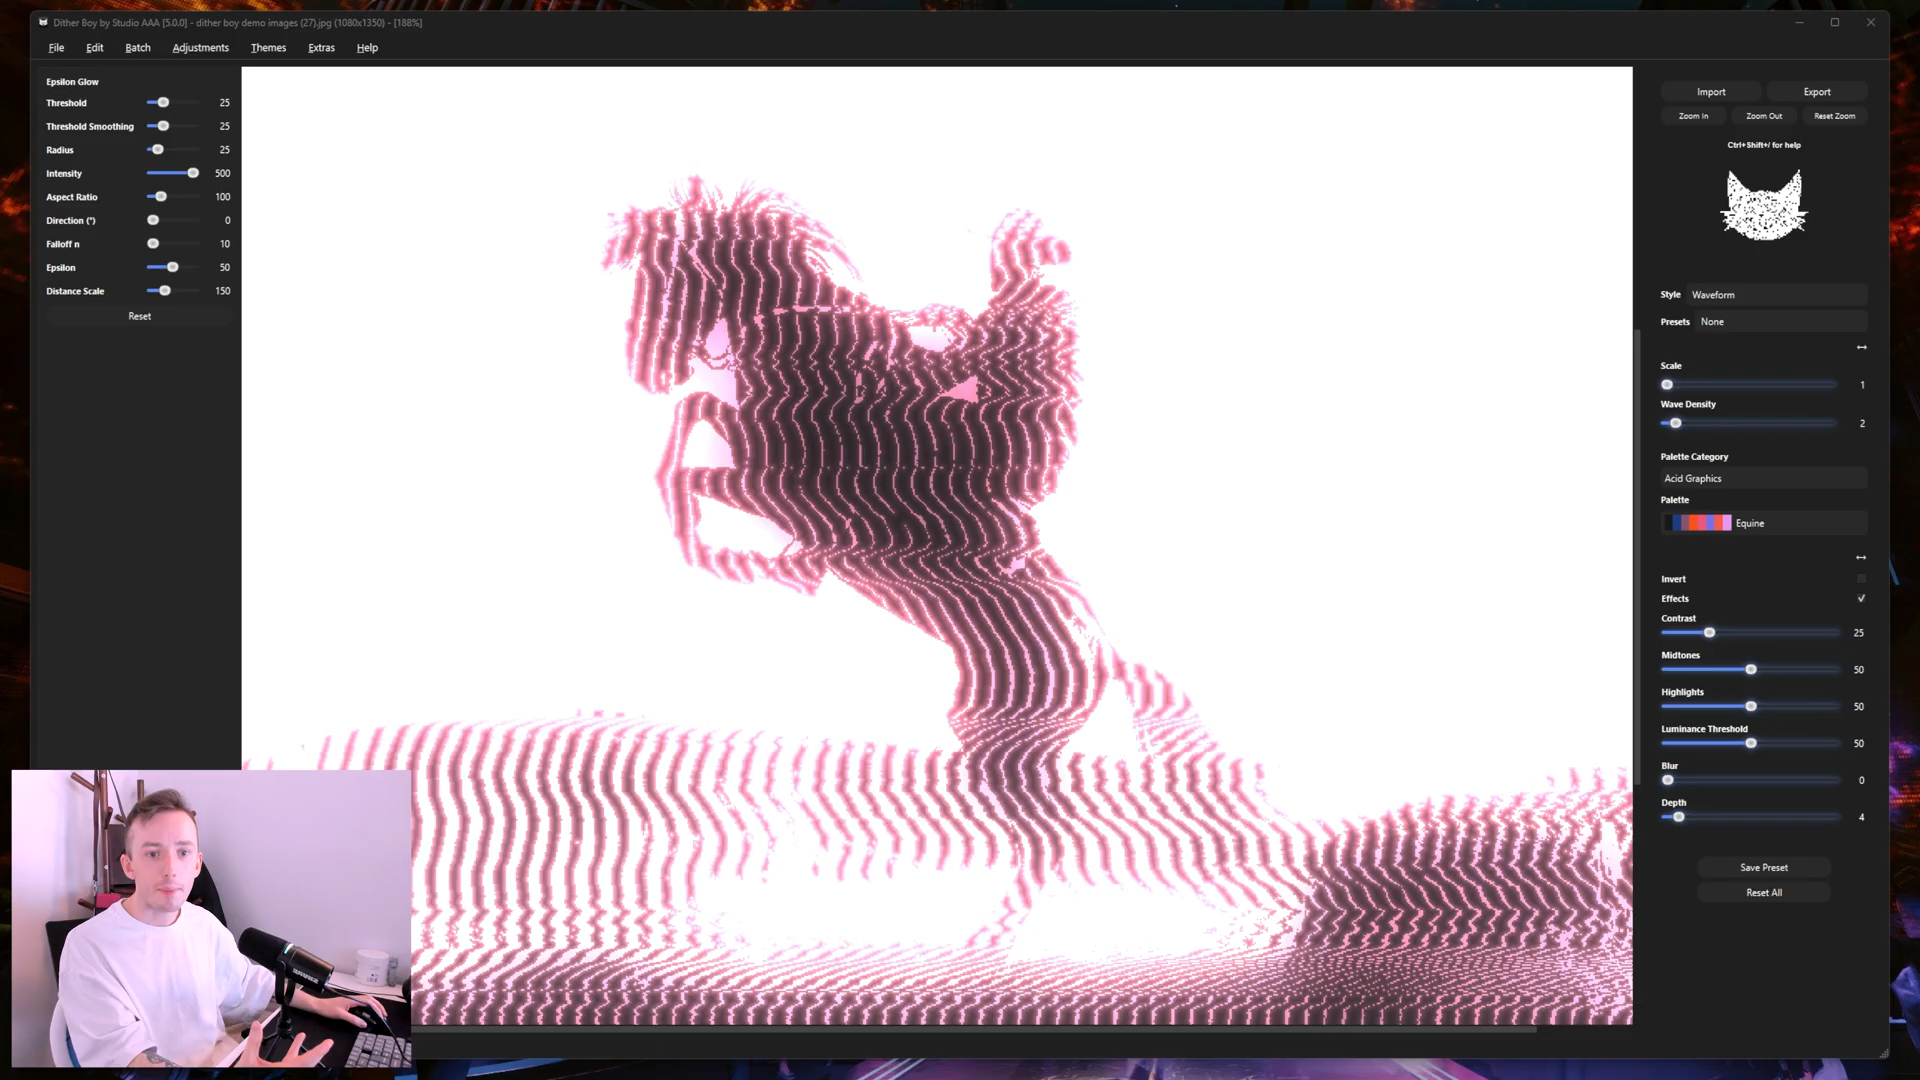 Dither Boy by Studio AAA [5.0.0] - dither boy demo images (27).jpg (1080x1350) - [188%]
File Edit Batch Adjustments Themes Extras Help
Epsilon Glow
Threshold 25
Threshold Smoothing 25
Radius 25
Intensity 500
Aspect Ratio 100
Direction (°) 0
Falloff n 10
Epsilon 50
Distance Scale 150
Reset
Import Export
Zoom In Zoom Out Reset Zoom
Ctrl+Shift+/ for help
Style Waveform
Presets None
Scale
1
Wave Density
2
Palette Category
Acid Graphics
Palette
Equine
Invert
Effects
Contrast
25
Midtones
50
Highlights
50
Luminance Threshold
50
Blur
0
Depth
4
Save Preset
Reset All